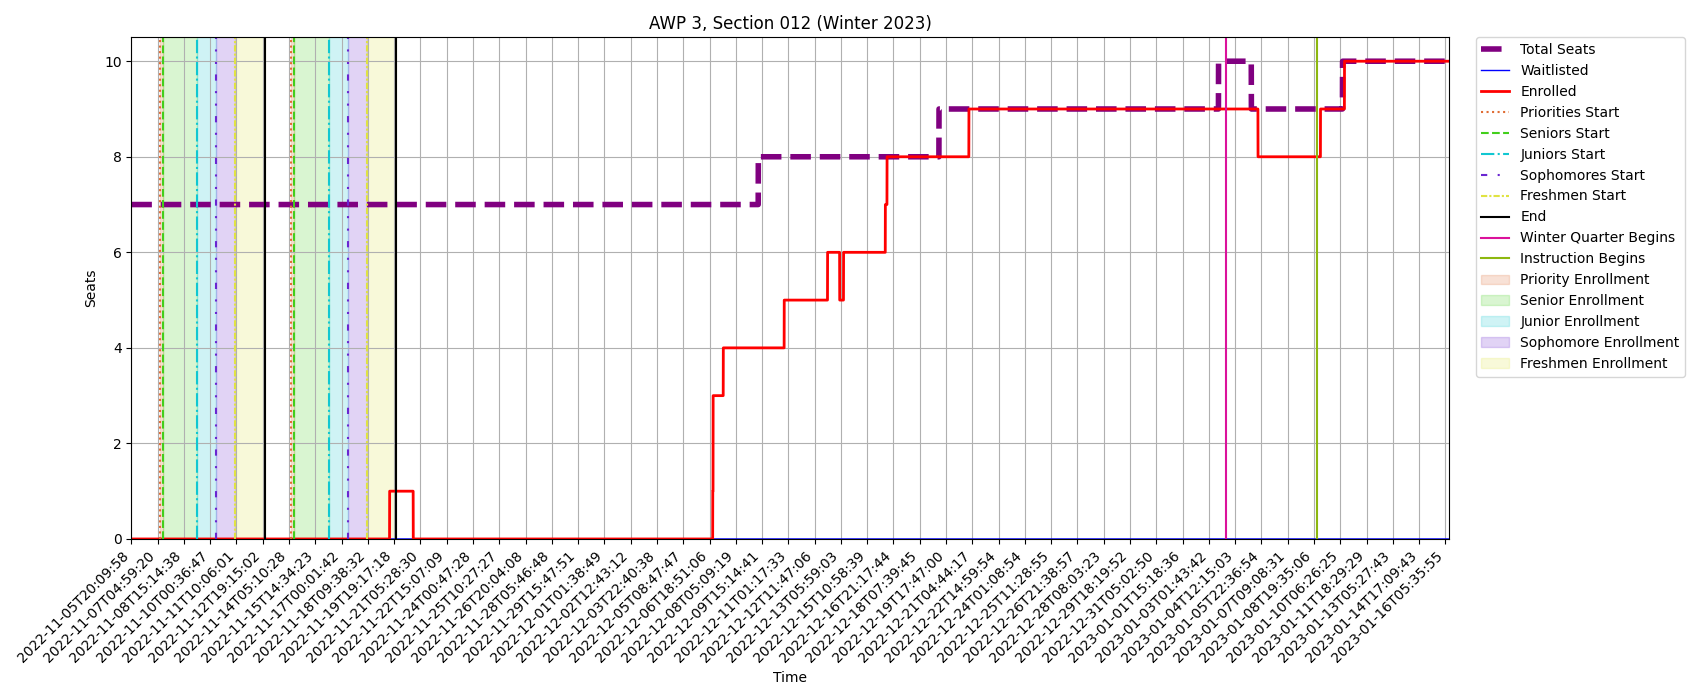 AWP 3, Section 012 (Winter 2023)
Seats
10
8
6
4
2
0
2022-11-05T20:09:58
2022-11-07T04:59:20
2022-11-08T15:14:38
2022-11-10T00:36:47
2022-11-11T10:06:01
2022-11-12T19:15:02
2022-11-14T05:10:28
2022-11-15T14:34:23
2022-11-17T00:01:42
2022-11-18T09:38:32
2022-11-19T19:17:18
2022-11-21T05:28:30
2022-11-22T15:07:09
2022-11-24T00:47:28
2022-11-25T10:27:27
2022-11-26T20:04:08
2022-11-28T05:46:48
2022-11-29T15:47:51
2022-12-01T01:38:49
2022-12-02T12:43:12
2022-12-03T22:40:38
2022-12-05T08:47:47
2022-12-06T18:51:06
2022-12-08T05:09:19
2022-12-09T15:14:41
2022-12-11T01:17:33
2022-12-12T11:47:06
2022-12-13T15:59:03
2022-12-15T10:58:39
2022-12-16T21:17:44
2022-12-18T07:39:45
2022-12-19T17:47:00
2022-12-21T04:44:17
2022-12-22T14:59:54
2022-12-24T01:08:54
2022-12-25T11:28:55
2022-12-26T21:38:57
2022-12-28T08:03:23
2022-12-29T18:19:52
2022-12-31T05:02:50
2023-01-01T15:18:36
2023-01-03T01:43:42
2023-01-04T12:15:03
2023-01-05T22:36:54
2023-01-07T09:08:31
2023-01-08T19:35:06
2023-01-10T06:26:25
2023-01-11T18:29:29
2023-01-13T05:27:43
2023-01-14T17:09:43
2023-01-16T05:35:55
Time
Total Seats
Waitlisted
Enrolled
Priorities Start
Seniors Start
Juniors Start
Sophomores Start
Freshmen Start
End
Winter Quarter Begins
Instruction Begins
Priority Enrollment
Senior Enrollment
Junior Enrollment
Sophomore Enrollment
Freshmen Enrollment